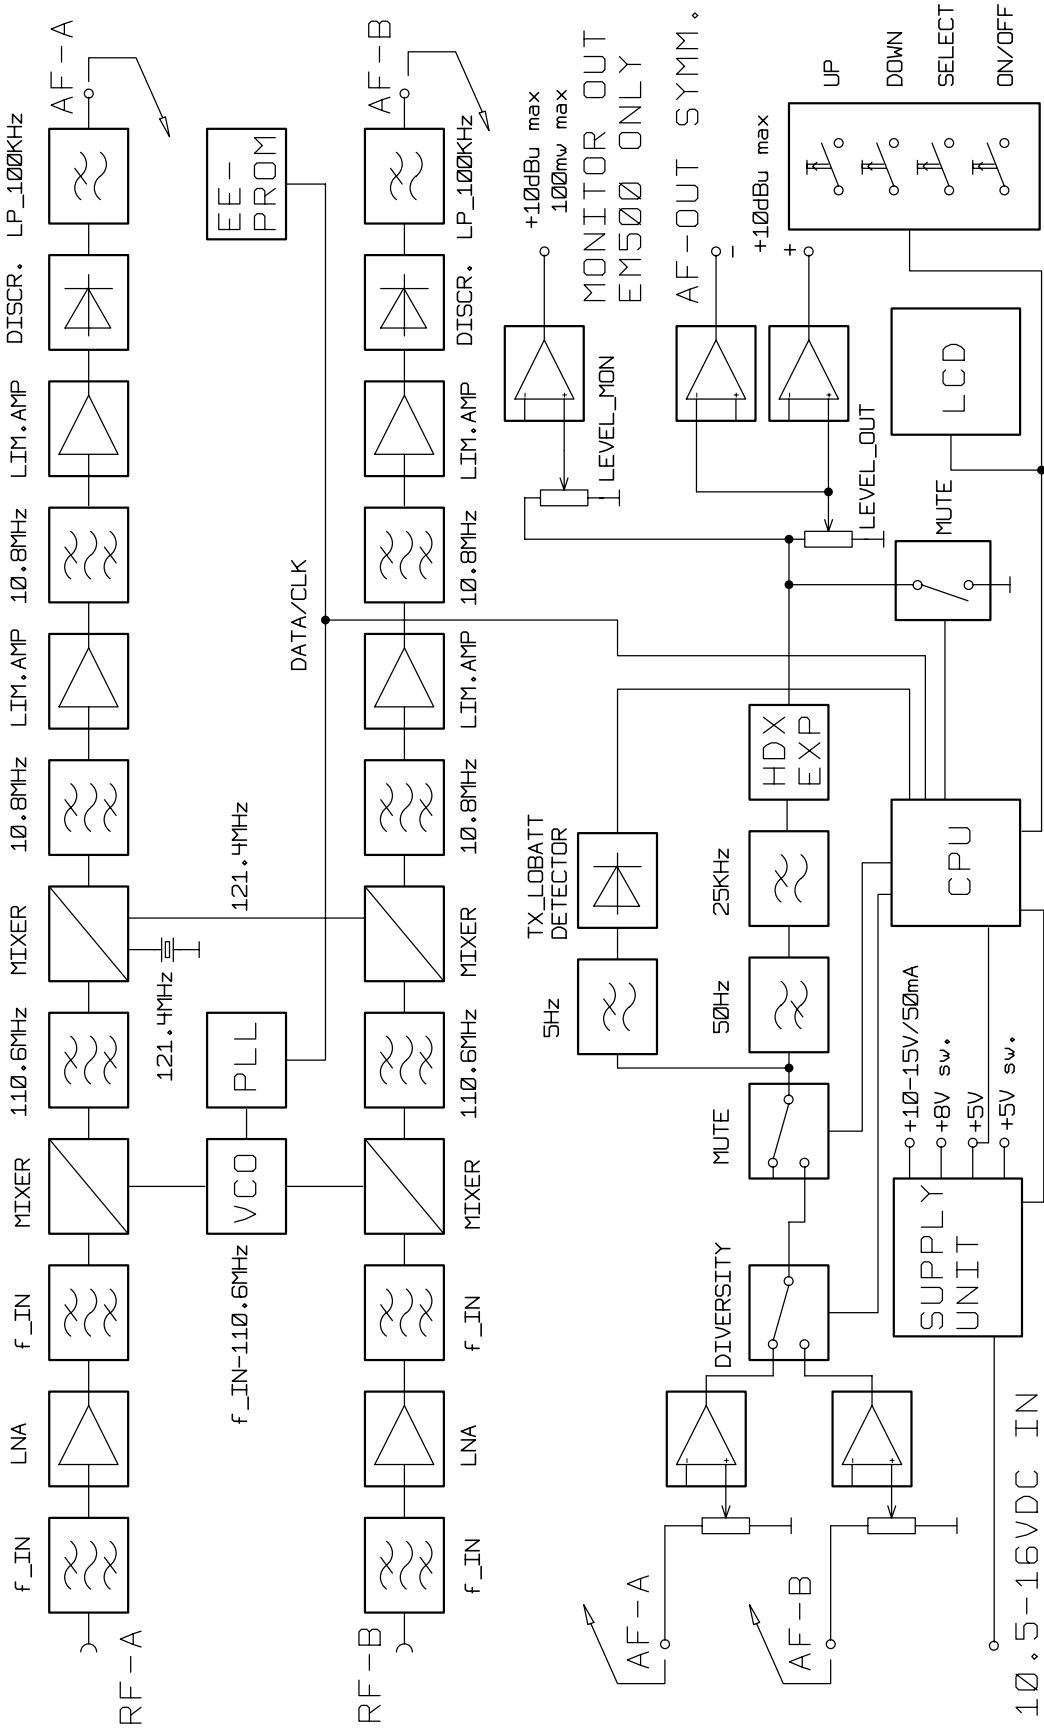 RF-A
f_IN
LNA
f_IN
MIXER
110.6MHz
MIXER
10.8MHz
LIM.AMP
10.8MHz
LIM.AMP
DISCR.
LP_100KHz
AF-A
121.4MHz
121.4MHz
f_IN-110.6MHz
VCO
PLL
DATA/CLK
EE-
PROM
RF-B
f_IN
LNA
f_IN
MIXER
110.6MHz
MIXER
10.8MHz
LIM.AMP
10.8MHz
LIM.AMP
DISCR.
LP_100KHz
AF-B
AF-A
AF-B
-
+
-
+
DIVERSITY
MUTE
5Hz
TX_LOBATT
DETECTOR
50Hz
25KHz
HDX
EXP
LEVEL_MON
-
+
+10dBu max
100mw max
MONITOR OUT
EM500 ONLY
LEVEL_OUT
-
+
-
+
AF-OUT SYMM.
-
+10dBu max
+
MUTE
10.5-16VDC IN
SUPPLY
UNIT
+10-15V/50mA
+8V sw.
+5V
+5V sw.
CPU
LCD
UP
DOWN
SELECT
ON/OFF